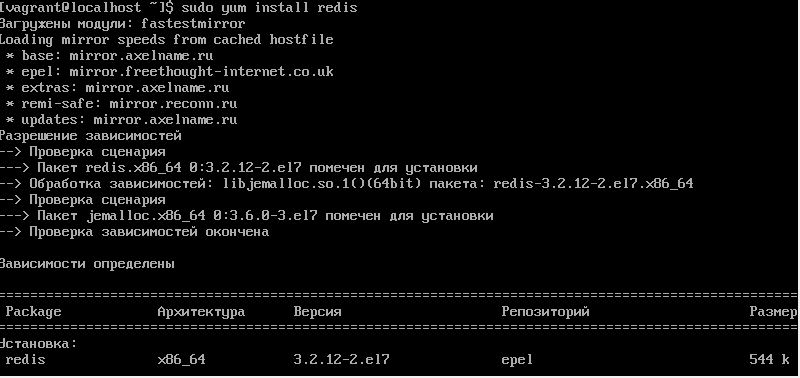 [vagrant@localhost ~]$ sudo yum install redis
Загружены модули: fastestmirror
Loading mirror speeds from cached hostfile
 * base: mirror.axelname.ru
 * epel: mirror.freethought-internet.co.uk
 * extras: mirror.axelname.ru
 * remi-safe: mirror.reconn.ru
 * updates: mirror.axelname.ru
Разрешение зависимостей
--> Проверка сценария
---> Пакет redis.x86_64 0:3.2.12-2.el7 помечен для установки
--> Обработка зависимостей: libjemalloc.so.1()(64bit) пакета: redis-3.2.12-2.el7.x86_64
--> Проверка сценария
---> Пакет jemalloc.x86_64 0:3.6.0-3.el7 помечен для установки
--> Проверка зависимостей окончена
Зависимости определены
Package Архитектура Версия Репозиторий Размер
Установка:
redis x86_64 3.2.12-2.el7 epel 544 k